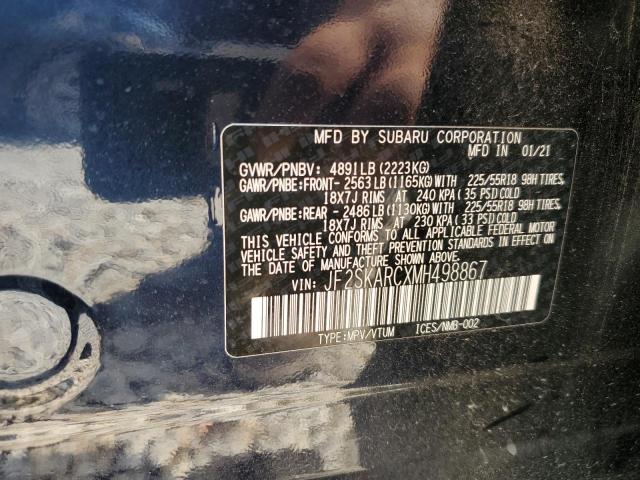 MFD BY SUBARU CORPORATION
MFD IN 01/21
GVWR/PNBV: 4891LB (2223KG)
GAWR/PNBE:FRONT- 2563LB (1165KG) WITH 225/55R18 98H TIRES,
18X7J RIMS AT 240 KPA ( 35 PSI) COLD
GAWR/PNBE:REAR - 2486LB (1130KG) WITH 225/55R18 98H TIRES,
18X7J RIMS AT 230 KPA ( 33 PSI) COLD
THIS VEHICLE CONFORMS TO ALL APPLICABLE FEDERAL MOTOR
VEHICLE SAFETY AND THEFT PREVENTION STANDARDS IN EFFECT ON
THE DATE OF MANUFACTURE SHOWN ABOVE.
VIN: JF2SKARCXMH498867
TYPE:MPV/VTUM ICES/NMB-002